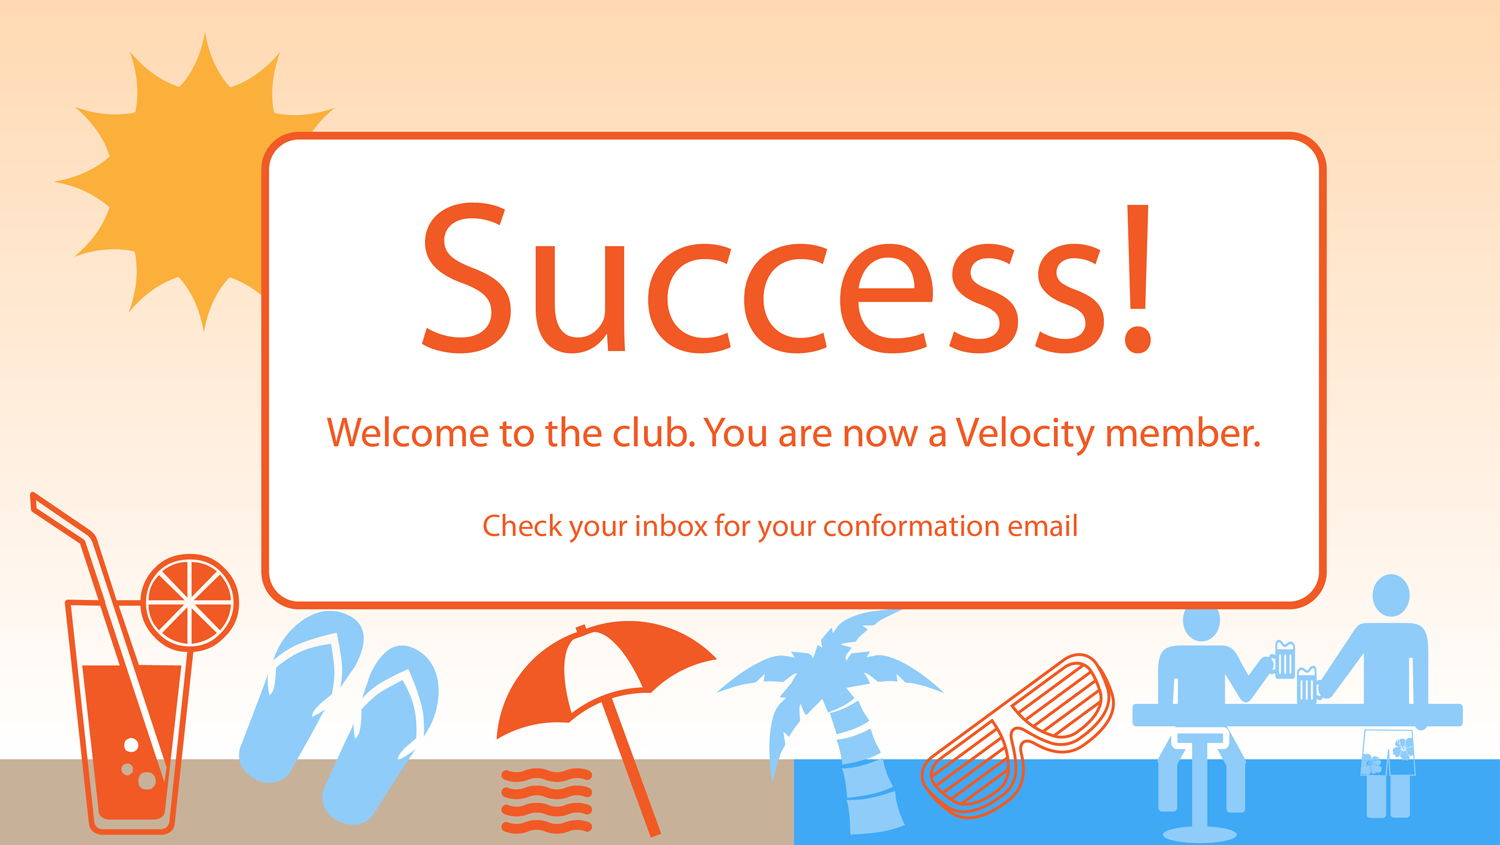 Success!
Welcome to the club. You are now a Velocity member.
Check your inbox for your conformation email